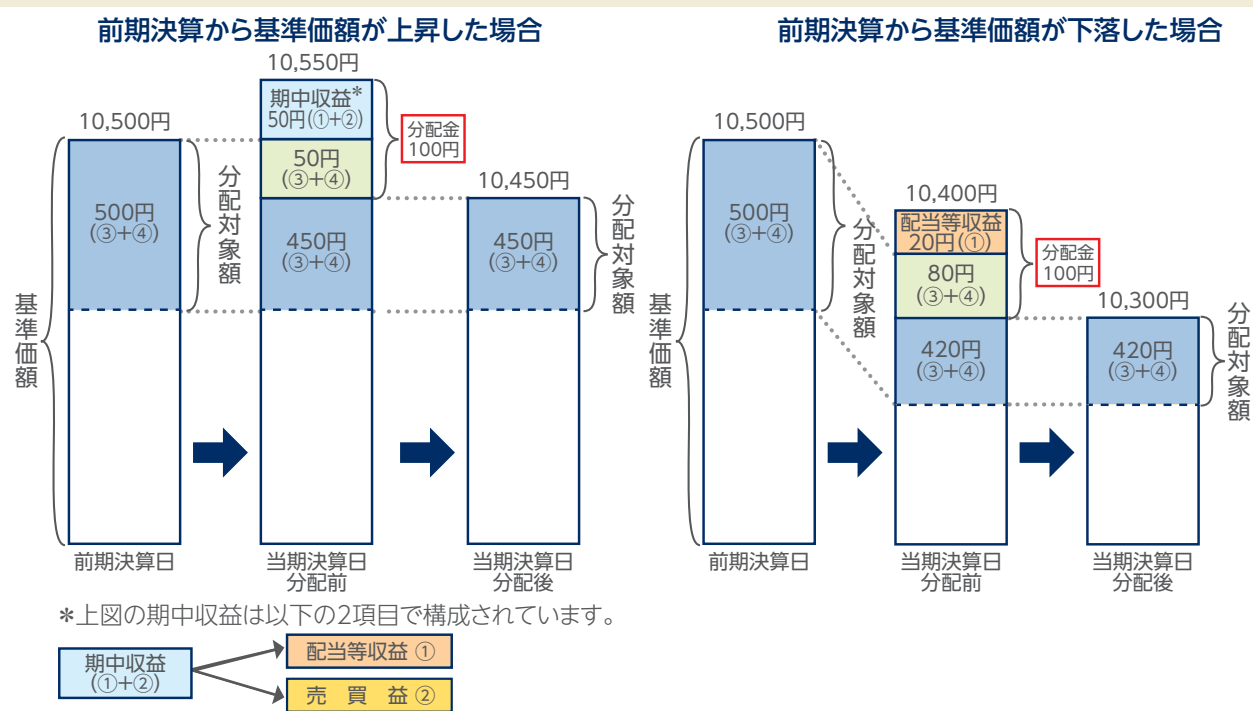 前期決算から基準価額が上昇した場合
10,500円
500円
(③+④)
分配対象額
基準価額
10,550円
期中収益*
50円(①+②)
50円
(③+④)
450円
(③+④)
分配金
100円
10,450円
450円
(③+④)
分配対象額
前期決算日
当期決算日
分配前
当期決算日
分配後
*上図の期中収益は以下の2項目で構成されています。
期中収益
(①+②)
配当等収益 ①
売 買 益 ②
前期決算から基準価額が下落した場合
10,500円
500円
(③+④)
分配対象額
基準価額
10,400円
配当等収益
20円(①)
80円
(③+④)
420円
(③+④)
分配金
100円
10,300円
420円
(③+④)
分配対象額
前期決算日
当期決算日
分配前
当期決算日
分配後